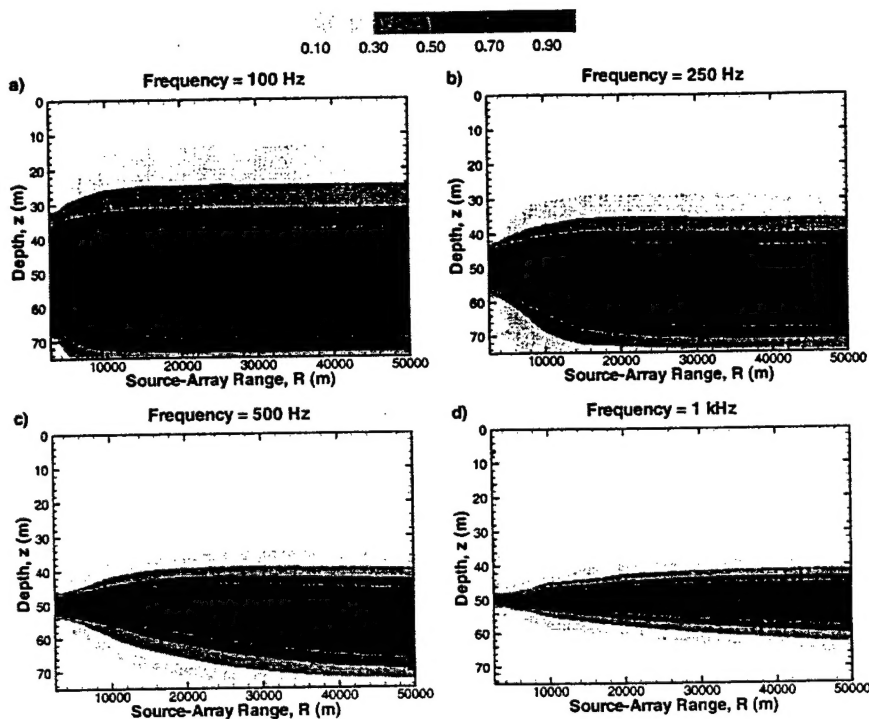 0.10 0.30 0.50 0.70 0.90
a) Frequency = 100 Hz
0
10
20
30
40
50
60
70
Depth, z (m)
10000 20000 30000 40000 50000
Source-Array Range, R (m)
b) Frequency = 250 Hz
0
10
20
30
40
50
60
70
Depth, z (m)
10000 20000 30000 40000 50000
Source-Array Range, R (m)
c) Frequency = 500 Hz
0
10
20
30
40
50
60
70
Depth, z (m)
10000 20000 30000 40000 50000
Source-Array Range, R (m)
d) Frequency = 1 kHz
0
10
20
30
40
50
60
70
Depth, z (m)
10000 20000 30000 40000 50000
Source-Array Range, R (m)